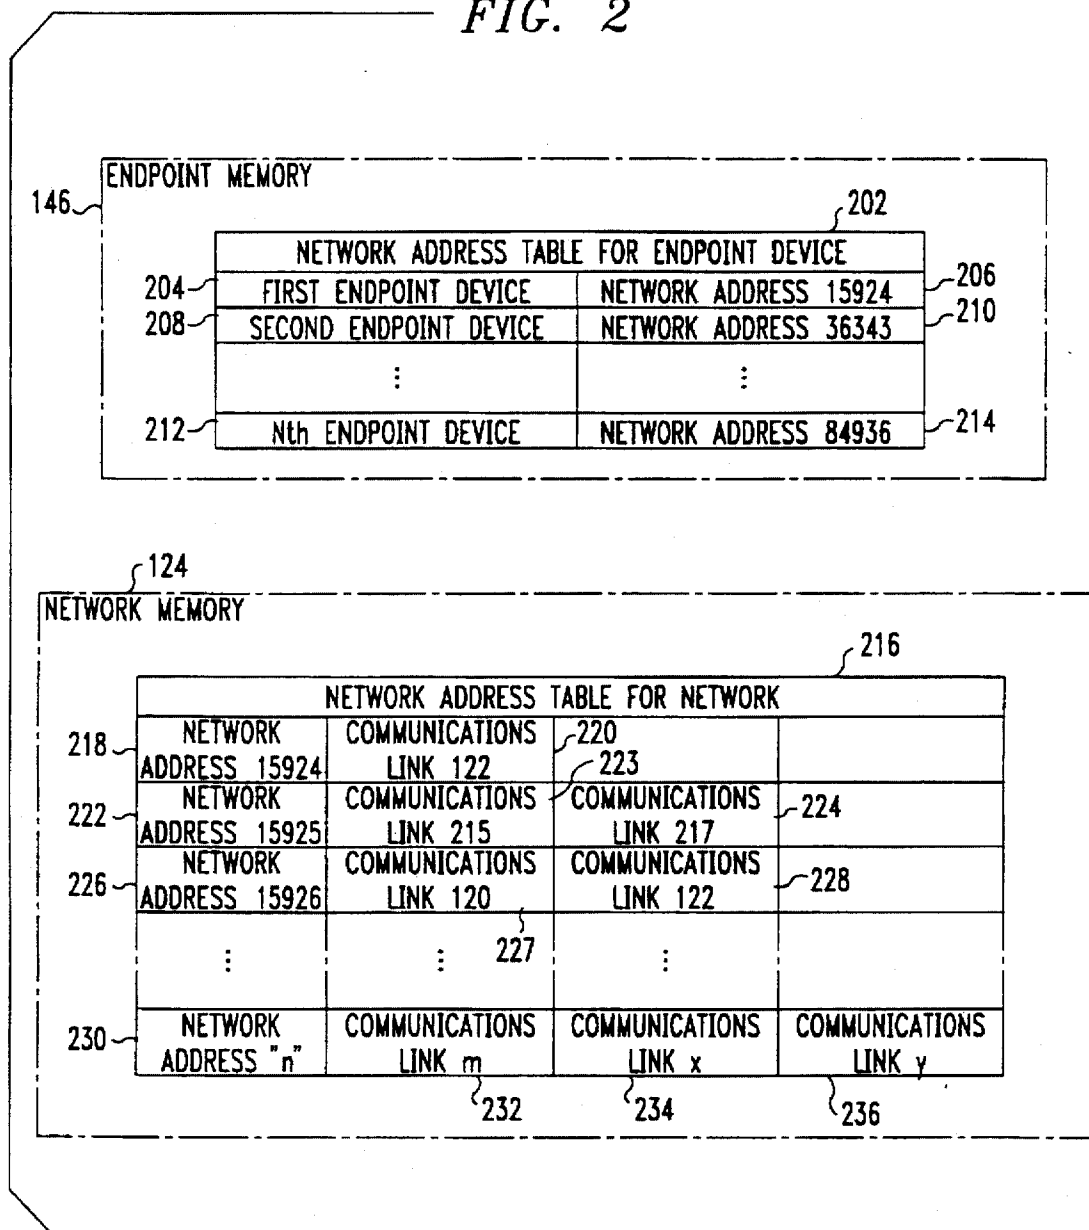 FIG. 2
ENDPOINT MEMORY
146
202
NETWORK ADDRESS TABLE FOR ENDPOINT DEVICE
204 FIRST ENDPOINT DEVICE NETWORK ADDRESS 15924 206
208 SECOND ENDPOINT DEVICE NETWORK ADDRESS 36343 210
⋮ ⋮
212 Nth ENDPOINT DEVICE NETWORK ADDRESS 84936 214
124
NETWORK MEMORY
216
NETWORK ADDRESS TABLE FOR NETWORK
218 NETWORK COMMUNICATIONS 220
ADDRESS 15924 LINK 122 223
222 NETWORK COMMUNICATIONS COMMUNICATIONS 224
ADDRESS 15925 LINK 215 LINK 217
226 NETWORK COMMUNICATIONS COMMUNICATIONS 228
ADDRESS 15926 LINK 120 LINK 122
⋮ ⋮ 227 ⋮
230 NETWORK COMMUNICATIONS COMMUNICATIONS COMMUNICATIONS
ADDRESS "n" LINK m LINK x LINK y
232 234 236